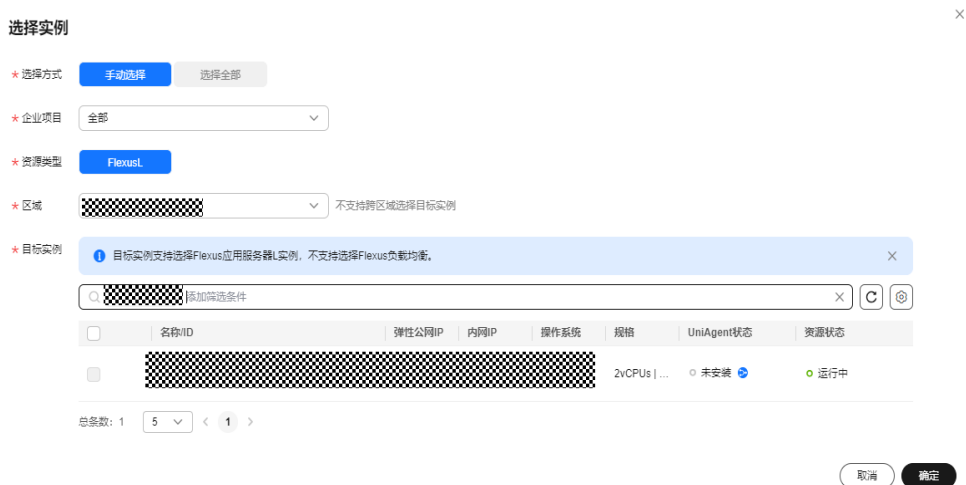 选择实例
* 选择方式 手动选择 选择全部
* 企业项目 全部
* 资源类型 FlexusL
* 区域 不支持跨区域选择目标实例
* 目标实例 目标实例支持选择Flexus应用服务器L实例，不支持选择Flexus负载均衡。
添加筛选条件
名称/ID 弹性公网IP 内网IP 操作系统 规格 UniAgent状态 资源状态
2vCPUs | ... 未安装 运行中
总条数：1 5 < 1 >
取消 确定